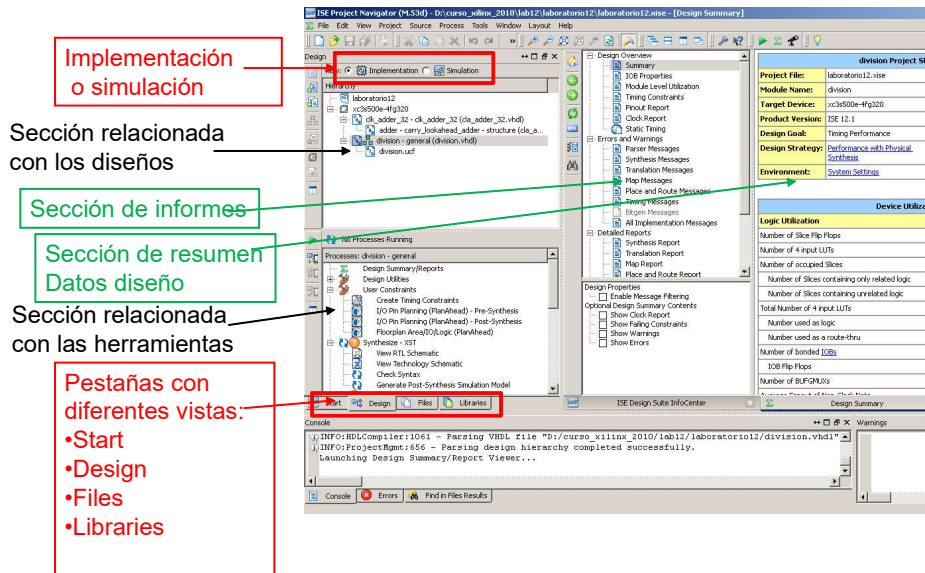 ISE Project Navigator (M.53d) - D:\curso_xilinx_2010\lab12\laboratorio12\laboratorio12.xise - [Design Summary]
File Edit View Project Source Process Tools Window Layout Help
Implementación
o simulación
Sección relacionada
con los diseños
Sección de informes
Sección de resumen
Datos diseño
Sección relacionada
con las herramientas
Pestañas con
diferentes vistas:
•Start
•Design
•Files
•Libraries
Design
View: Implementation Simulation
Hierarchy
laboratorio12
xc3s500e-4fg320
clk_adder_32 - clk_adder_32 (cla_adder_32.vhdl)
adder - carry_lookahead_adder - structure (cla_a...
division - general (division.vhdl)
division.ucf
No Processes Running
Processes: division - general
Design Summary/Reports
Design Utilities
User Constraints
Create Timing Constraints
I/O Pin Planning (PlanAhead) - Pre-Synthesis
I/O Pin Planning (PlanAhead) - Post-Synthesis
Floorplan Area/IO/Logic (PlanAhead)
Synthesize - XST
View RTL Schematic
View Technology Schematic
Check Syntax
Generate Post-Synthesis Simulation Model
Start Design Files Libraries
Design Overview
Summary
IOB Properties
Module Level Utilization
Timing Constraints
Pinout Report
Clock Report
Static Timing
Errors and Warnings
Parser Messages
Synthesis Messages
Translation Messages
Map Messages
Place and Route Messages
Timing Messages
Bitgen Messages
All Implementation Messages
Detailed Reports
Synthesis Report
Translation Report
Map Report
Place and Route Report
Design Properties
Enable Message Filtering
Optional Design Summary Contents
Show Clock Report
Show Failing Constraints
Show Warnings
Show Errors
ISE Design Suite InfoCenter
division Project St
Project File: laboratorio12.xise
Module Name: division
Target Device: xc3s500e-4fg320
Product Version: ISE 12.1
Design Goal: Timing Performance
Design Strategy: Performance with Physical
Synthesis
Environment: System Settings
Device Utiliza
Logic Utilization
Number of Slice Flip Flops
Number of 4 input LUTs
Number of occupied Slices
Number of Slices containing only related logic
Number of Slices containing unrelated logic
Total Number of 4 input LUTs
Number used as logic
Number used as a route-thru
Number of bonded IOBs
IOB Flip Flops
Number of BUFGMUXs
Design Summary
Console
INFO:HDLCompiler:1061 - Parsing VHDL file "D:/curso_xilinx_2010/lab12/laboratorio12/division.vhdl"
INFO:ProjectMgmt:656 - Parsing design hierarchy completed successfully.
Launching Design Summary/Report Viewer...
Console Errors Find in Files Results
Warnings